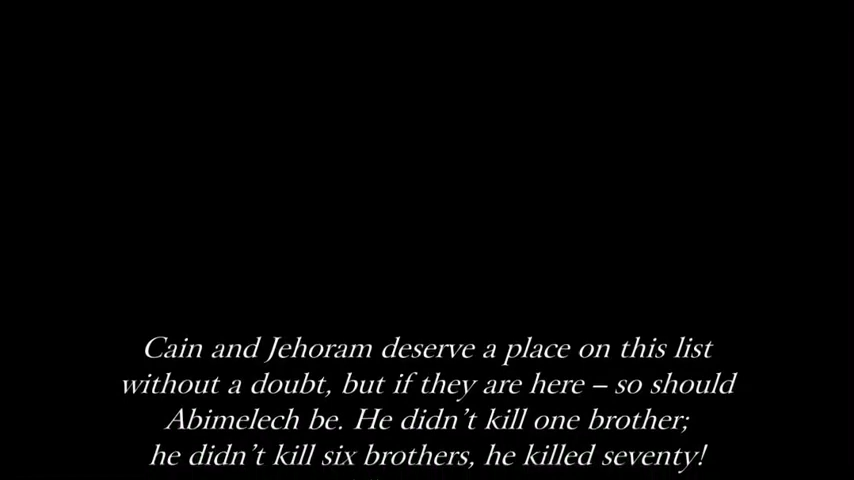 Cain and Jehoram deserve a place on this list
without a doubt, but if they are here – so should
Abimelech be. He didn’t kill one brother;
he didn’t kill six brothers, he killed seventy!